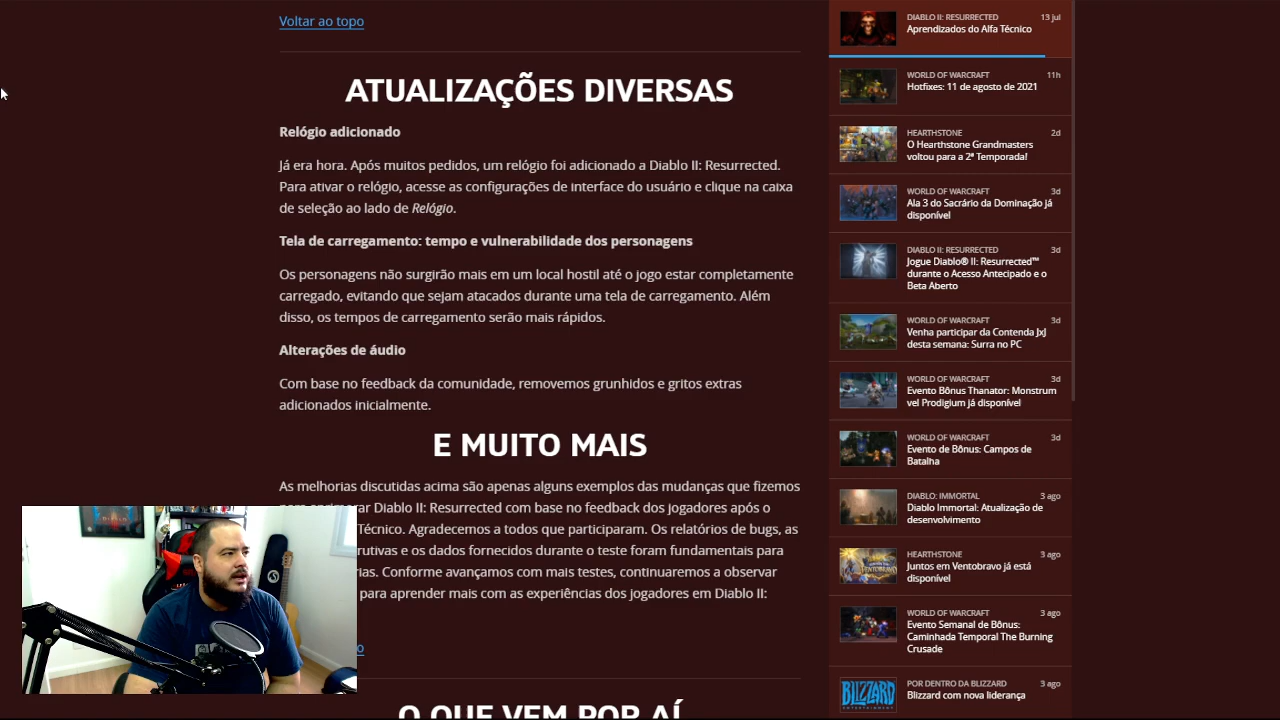 Voltar ao topo
ATUALIZAÇÕES DIVERSAS
Relógio adicionado
Já era hora. Após muitos pedidos, um relógio foi adicionado a Diablo II: Resurrected.
Para ativar o relógio, acesse as configurações de interface do usuário e clique na caixa
de seleção ao lado de Relógio.
Tela de carregamento: tempo e vulnerabilidade dos personagens
Os personagens não surgirão mais em um local hostil até o jogo estar completamente
carregado, evitando que sejam atacados durante uma tela de carregamento. Além
disso, os tempos de carregamento serão mais rápidos.
Alterações de áudio
Com base no feedback da comunidade, removemos grunhidos e gritos extras
adicionados inicialmente.
E MUITO MAIS
As melhorias discutidas acima são apenas alguns exemplos das mudanças que fizemos
Diablo II: Resurrected com base no feedback dos jogadores após o
Técnico. Agradecemos a todos que participaram. Os relatórios de bugs, as
e os dados fornecidos durante o teste foram fundamentais para
Conforme avançamos com mais testes, continuaremos a observar
para aprender mais com as experiências dos jogadores em Diablo II:
O QUE VEM POR AÍ
DIABLO II: RESURRECTED
13 jul
Aprendizados do Alfa Técnico
WORLD OF WARCRAFT
11h
Hotfixes: 11 de agosto de 2021
HEARTHSTONE
2d
O Hearthstone Grandmasters
voltou para a 2ª Temporada!
WORLD OF WARCRAFT
3d
Ala 3 do Sacrário da Dominação já
disponível
DIABLO II: RESURRECTED
3d
Jogue Diablo® II: Resurrected™
durante o Acesso Antecipado e o
Beta Aberto
WORLD OF WARCRAFT
3d
Venha participar da Contenda JxJ
desta semana: Surra no PC
WORLD OF WARCRAFT
3d
Evento Bônus Thanator: Monstrum
vel Prodigium já disponível
WORLD OF WARCRAFT
3d
Evento de Bônus: Campos de
Batalha
DIABLO: IMMORTAL
3 ago
Diablo Immortal: Atualização de
desenvolvimento
HEARTHSTONE
3 ago
Juntos em Ventobravo já está
disponível
WORLD OF WARCRAFT
3 ago
Evento Semanal de Bônus:
Caminhada Temporal The Burning
Crusade
POR DENTRO DA BLIZZARD
3 ago
Blizzard com nova liderança
BLIZZARD
ENTERTAINMENT